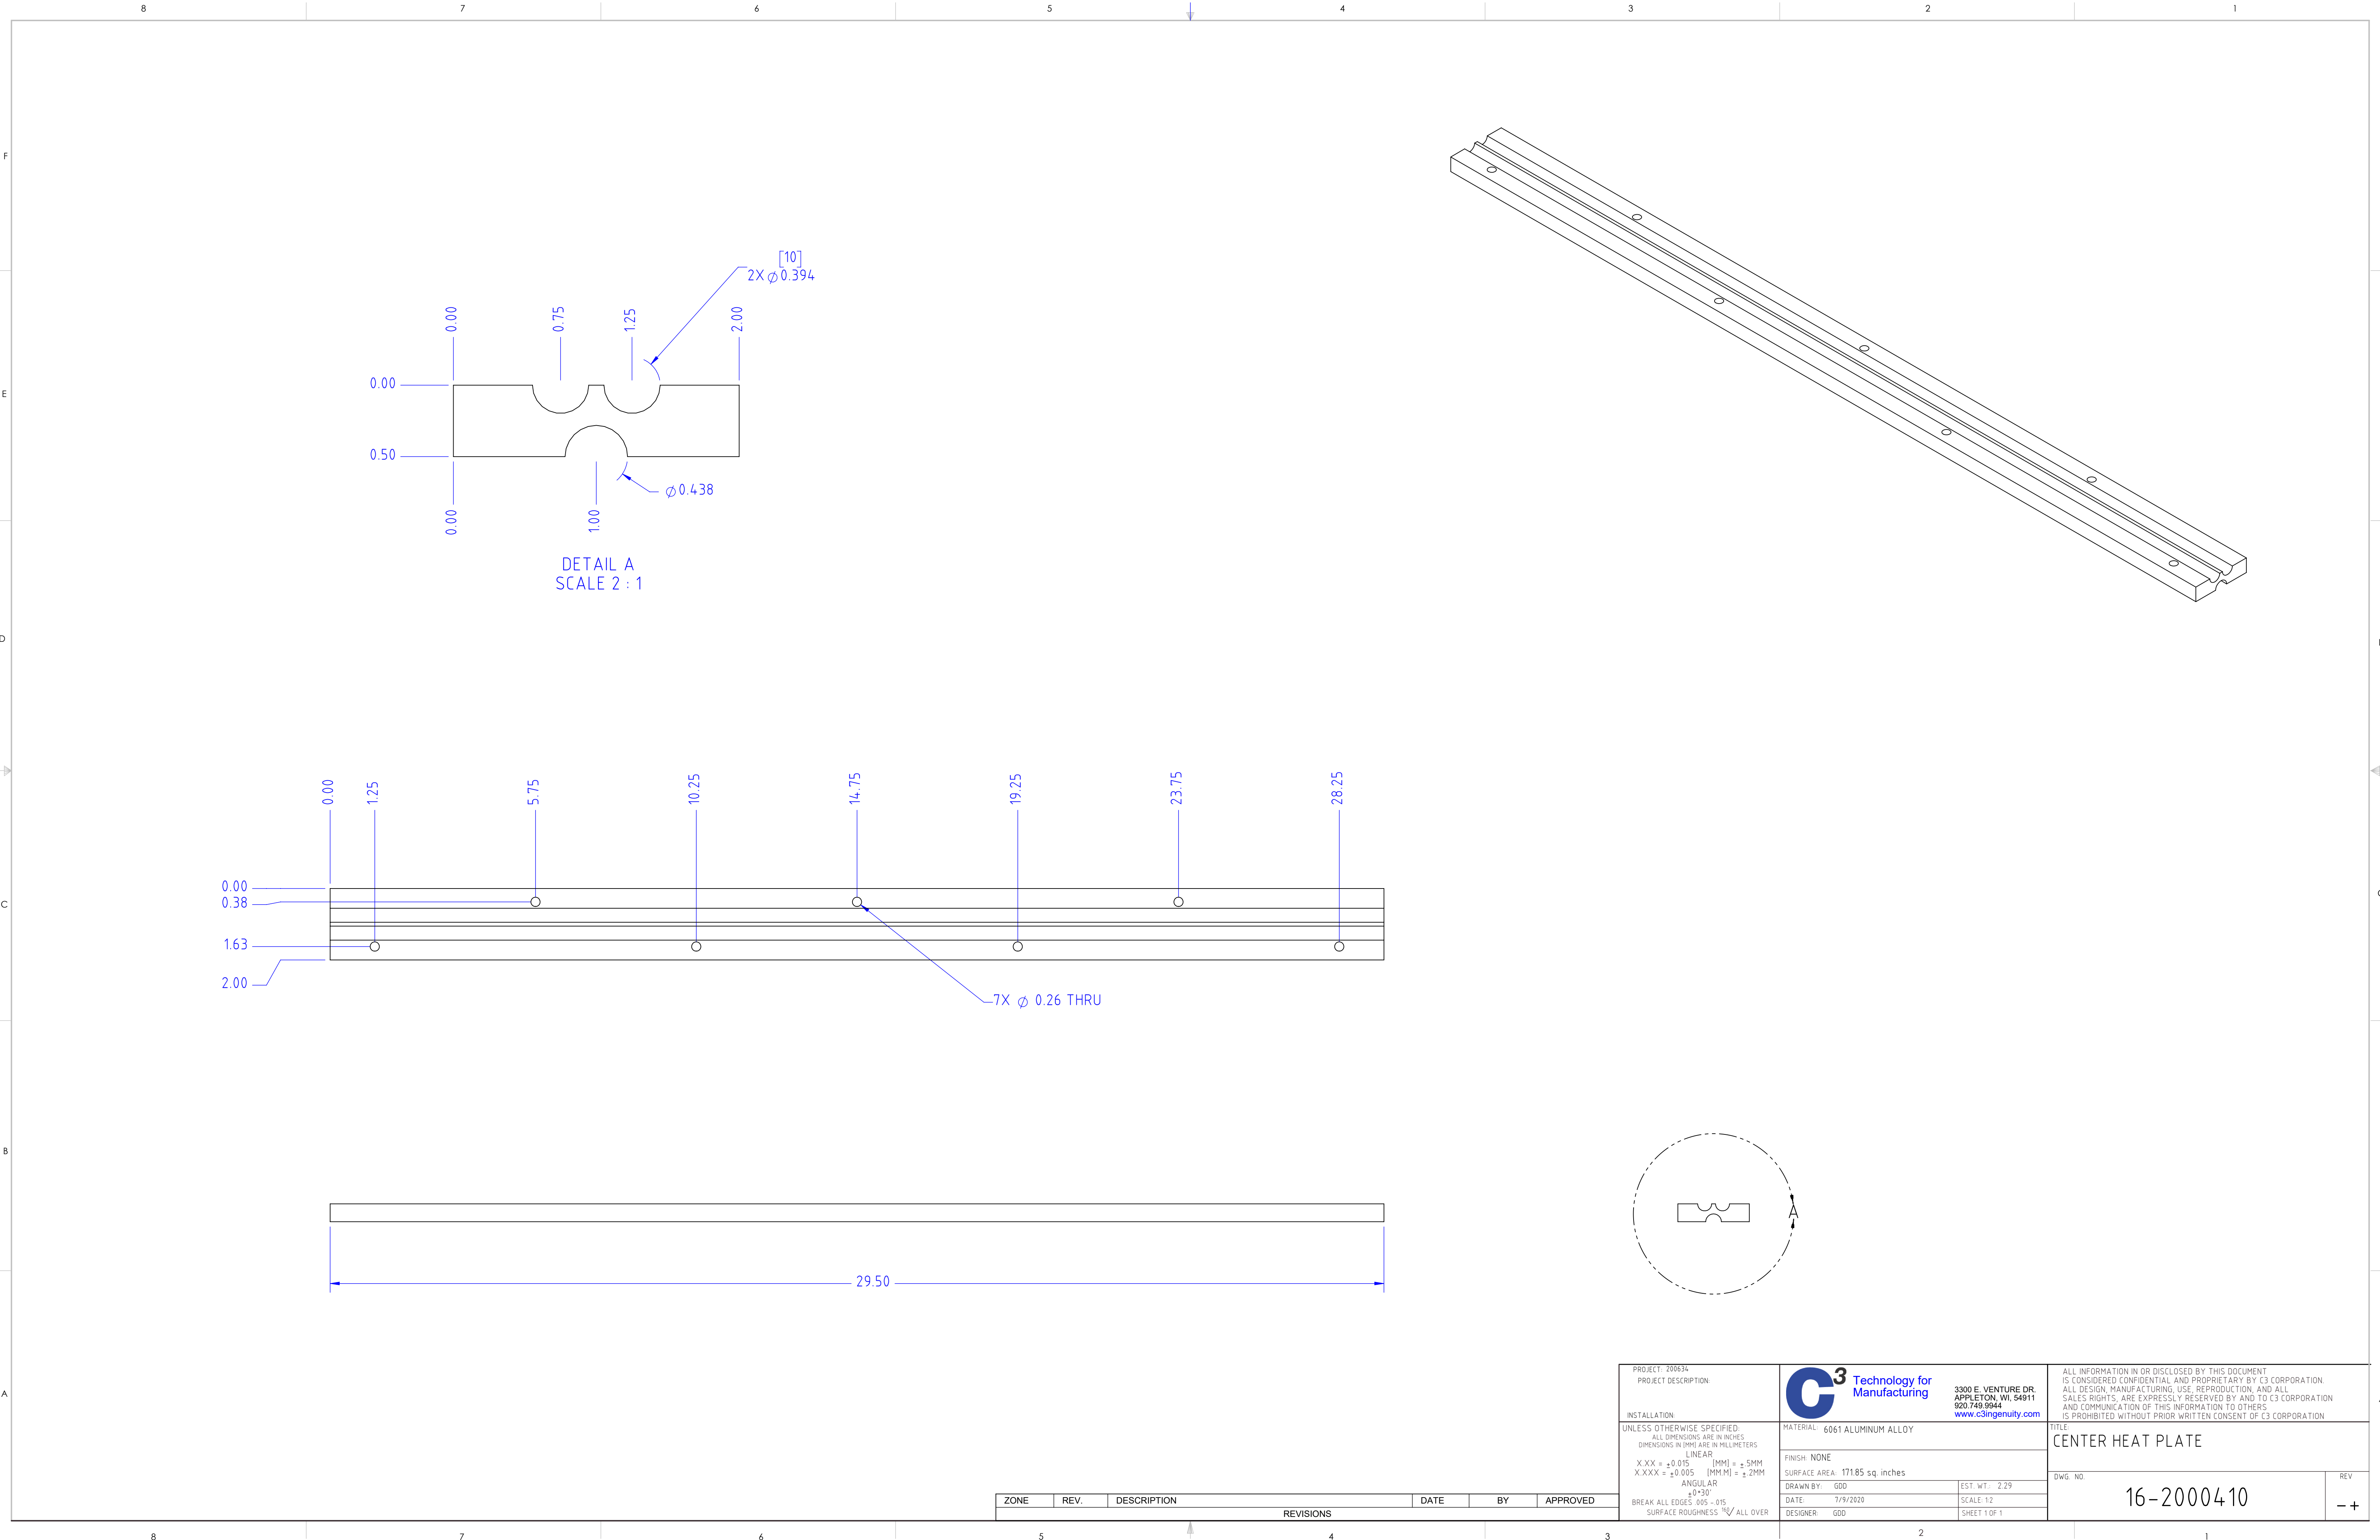 8 7 6 5 4 3 2 1
F
E
D
C
B
A
[10]
2X ⌀0.394
0.00 0.75 1.25 2.00
0.00
0.50
⌀0.438
0.00 1.00
DETAIL A
SCALE 2 : 1
0.00 1.25 5.75 10.25 14.75 19.25 23.75 28.25
0.00
0.38
1.63
2.00
7X ⌀ 0.26 THRU
29.50
A
PROJECT: 200634
PROJECT DESCRIPTION:
INSTALLATION:
C3 Technology for
Manufacturing
3300 E. VENTURE DR.
APPLETON, WI, 54911
920.749.9944
www.c3ingenuity.com
ALL INFORMATION IN OR DISCLOSED BY THIS DOCUMENT
IS CONSIDERED CONFIDENTIAL AND PROPRIETARY BY C3 CORPORATION.
ALL DESIGN, MANUFACTURING, USE, REPRODUCTION, AND ALL
SALES RIGHTS, ARE EXPRESSLY RESERVED BY AND TO C3 CORPORATION
AND COMMUNICATION OF THIS INFORMATION TO OTHERS
IS PROHIBITED WITHOUT PRIOR WRITTEN CONSENT OF C3 CORPORATION
UNLESS OTHERWISE SPECIFIED:
ALL DIMENSIONS ARE IN INCHES
DIMENSIONS IN [MM] ARE IN MILLIMETERS
LINEAR
X.XX = ±0.015 [MM] = ±.5MM
X.XXX = ±0.005 [MM.M] = ±.2MM
ANGULAR
±0°30'
BREAK ALL EDGES .005 -.015
SURFACE ROUGHNESS 160 ALL OVER
MATERIAL: 6061 ALUMINUM ALLOY
FINISH: NONE
SURFACE AREA: 171.85 sq. inches
DRAWN BY: GDD
EST. WT.: 2.29
DATE: 7/9/2020
SCALE: 1:2
DESIGNER: GDD
SHEET 1 OF 1
TITLE:
CENTER HEAT PLATE
DWG. NO.
16-2000410
REV
-+
ZONE REV. DESCRIPTION DATE BY APPROVED
REVISIONS
8 7 6 5 4 3 2 1